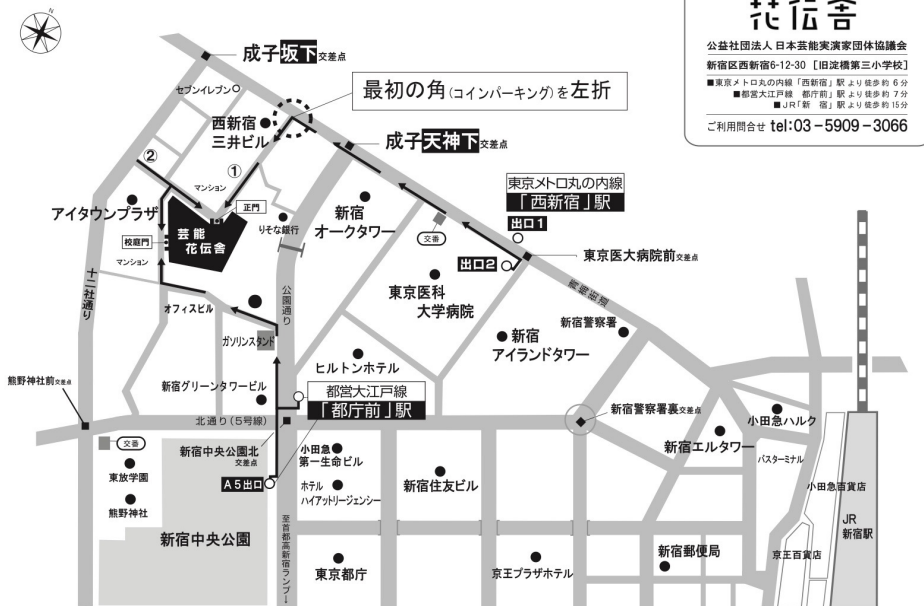 花伝舎
公益社団法人 日本芸能実演家団体協議会
新宿区西新宿6-12-30 [旧淀橋第三小学校]
■東京メトロ丸の内線「西新宿」駅より徒歩約6分
■都営大江戸線 都庁前」駅より徒歩約7分
■JR「新 宿」駅より徒歩約15分
ご利用問合せ tel:03-5909-3066
N
成子坂下交差点
セブンイレブン
最初の角(コインパーキング)を左折
西新宿
三井ビル
成子天神下交差点
②
①
マンション
東京メトロ丸の内線
「西新宿」駅
出口1
アイタウンプラザ
正門
新宿
オークタワー
交番
りそな銀行
芸能
花伝舎
校庭門
マンション
出口2
東京医大病院前交差点
東京医科
大学病院
青梅街道
十二社通り
公園通り
オフィスビル
ガソリンスタンド
新宿警察署
新宿
アイランドタワー
ヒルトンホテル
熊野神社前交差点
新宿グリーンタワービル
都営大江戸線
「都庁前」駅
新宿警察署裏交差点
小田急ハルク
北通り(5号線)
交番
新宿中央公園北
交差点
小田急
第一生命ビル
新宿エルタワー
バスターミナル
東放学園
A5出口
ホテル
ハイアットリージェンシー
新宿住友ビル
小田急百貨店
熊野神社
新宿中央公園
至首都高新宿ランプ→
JR
新宿駅
新宿郵便局
京王百貨店
東京都庁
京王プラザホテル